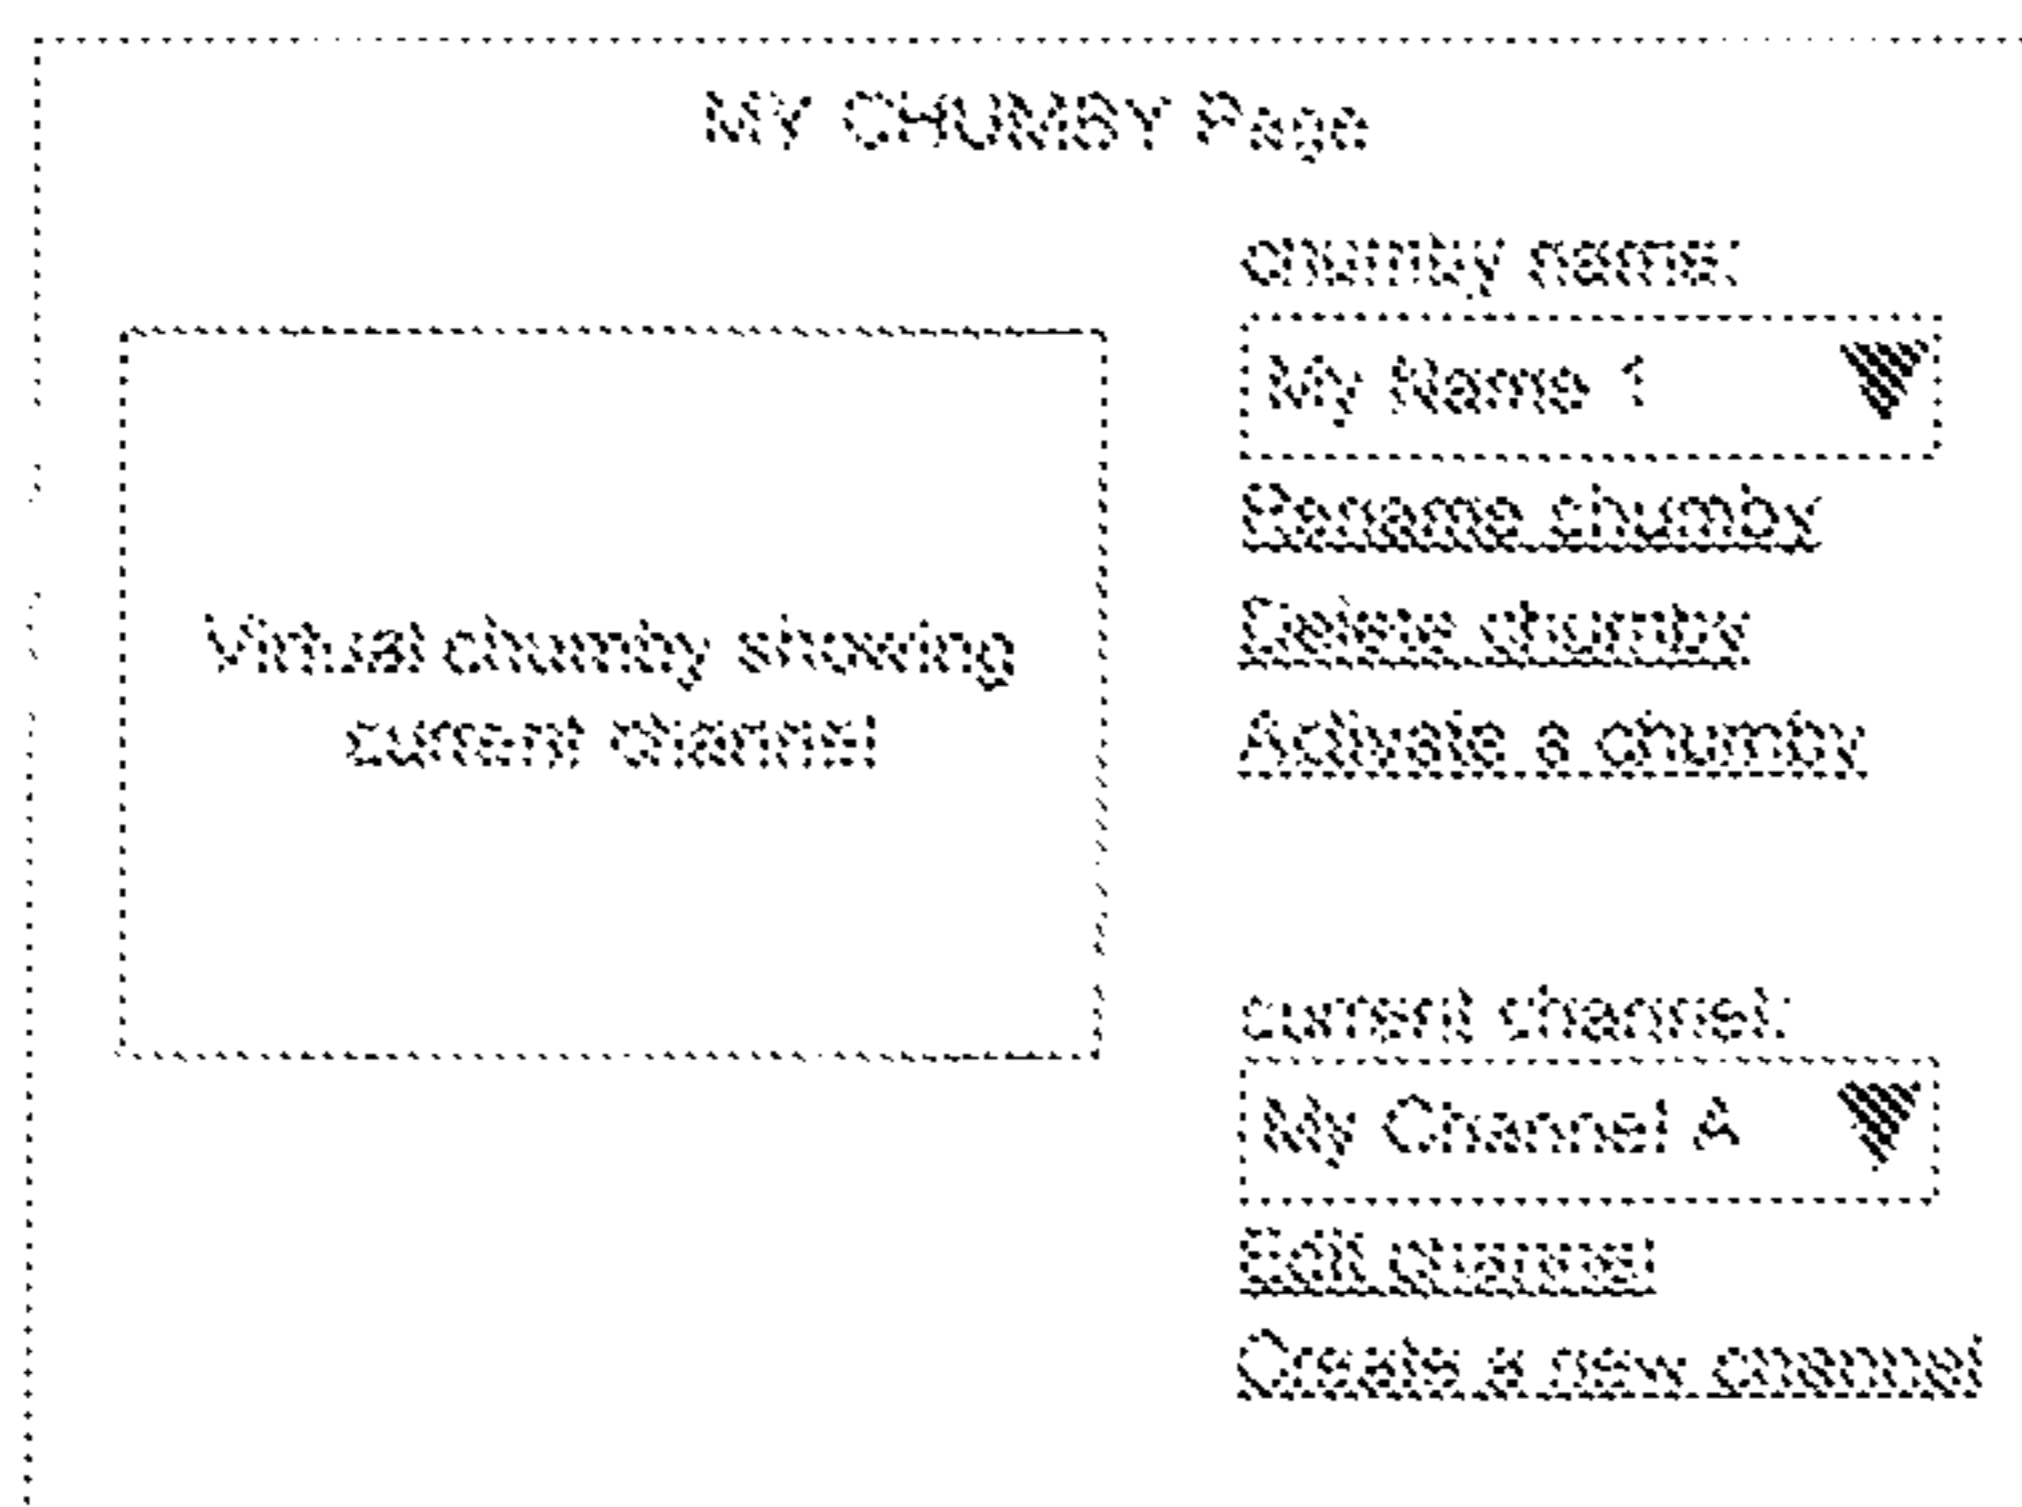 MY CHUMBY Page
Virtual chumby showing
current channel
chumby name:
My Name 1
Rename chumby
Delete chumby
Activate a chumby
current channel:
My Channel A
Edit channel
Create a new channel